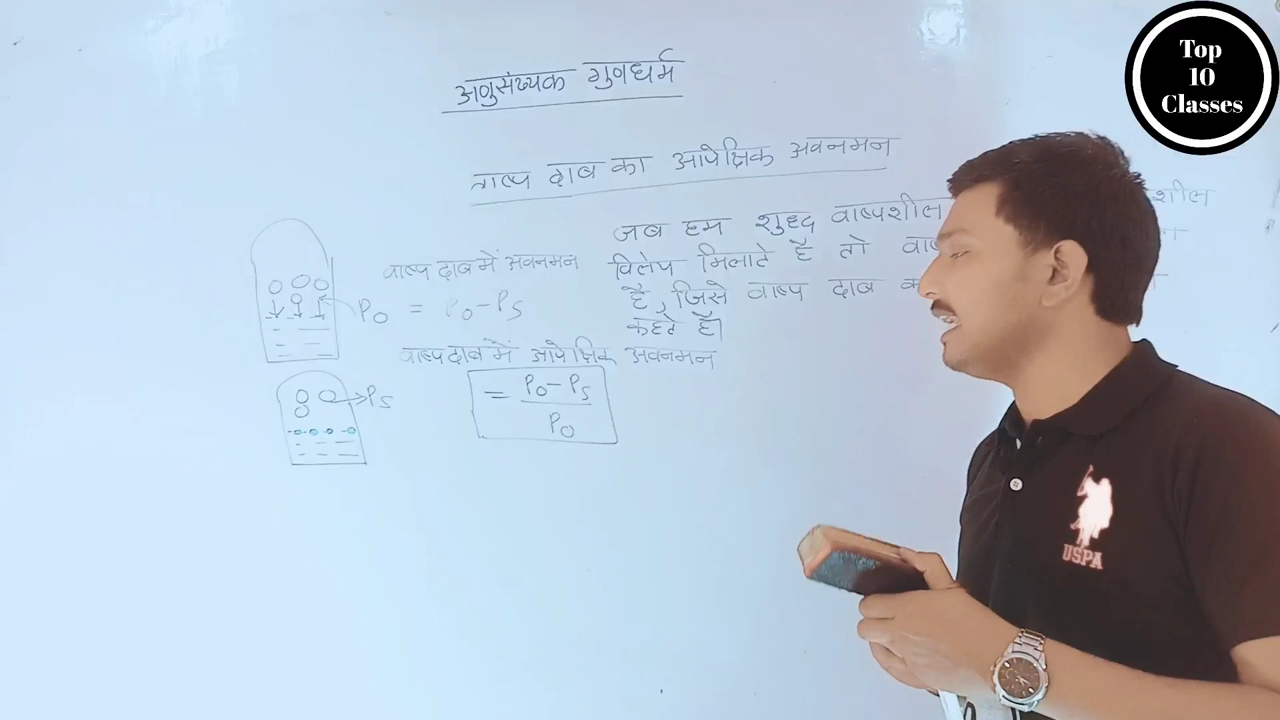 अणुसंख्यक गुणधर्म
वाष्प दाब का आपेक्षिक अवनमन
जब हम शुद्ध वाष्पशील
शील
विलेय मिलाते हैं तो
है, जिसे वाष्प दाब
कहते हैं।
वाष्प दाब में अवनमन
P₀ = P₀-Ps
वाष्पदाब में आपेक्षिक अवनमन
= P₀-Ps
P₀
Ps
Top
10
Classes
USPA